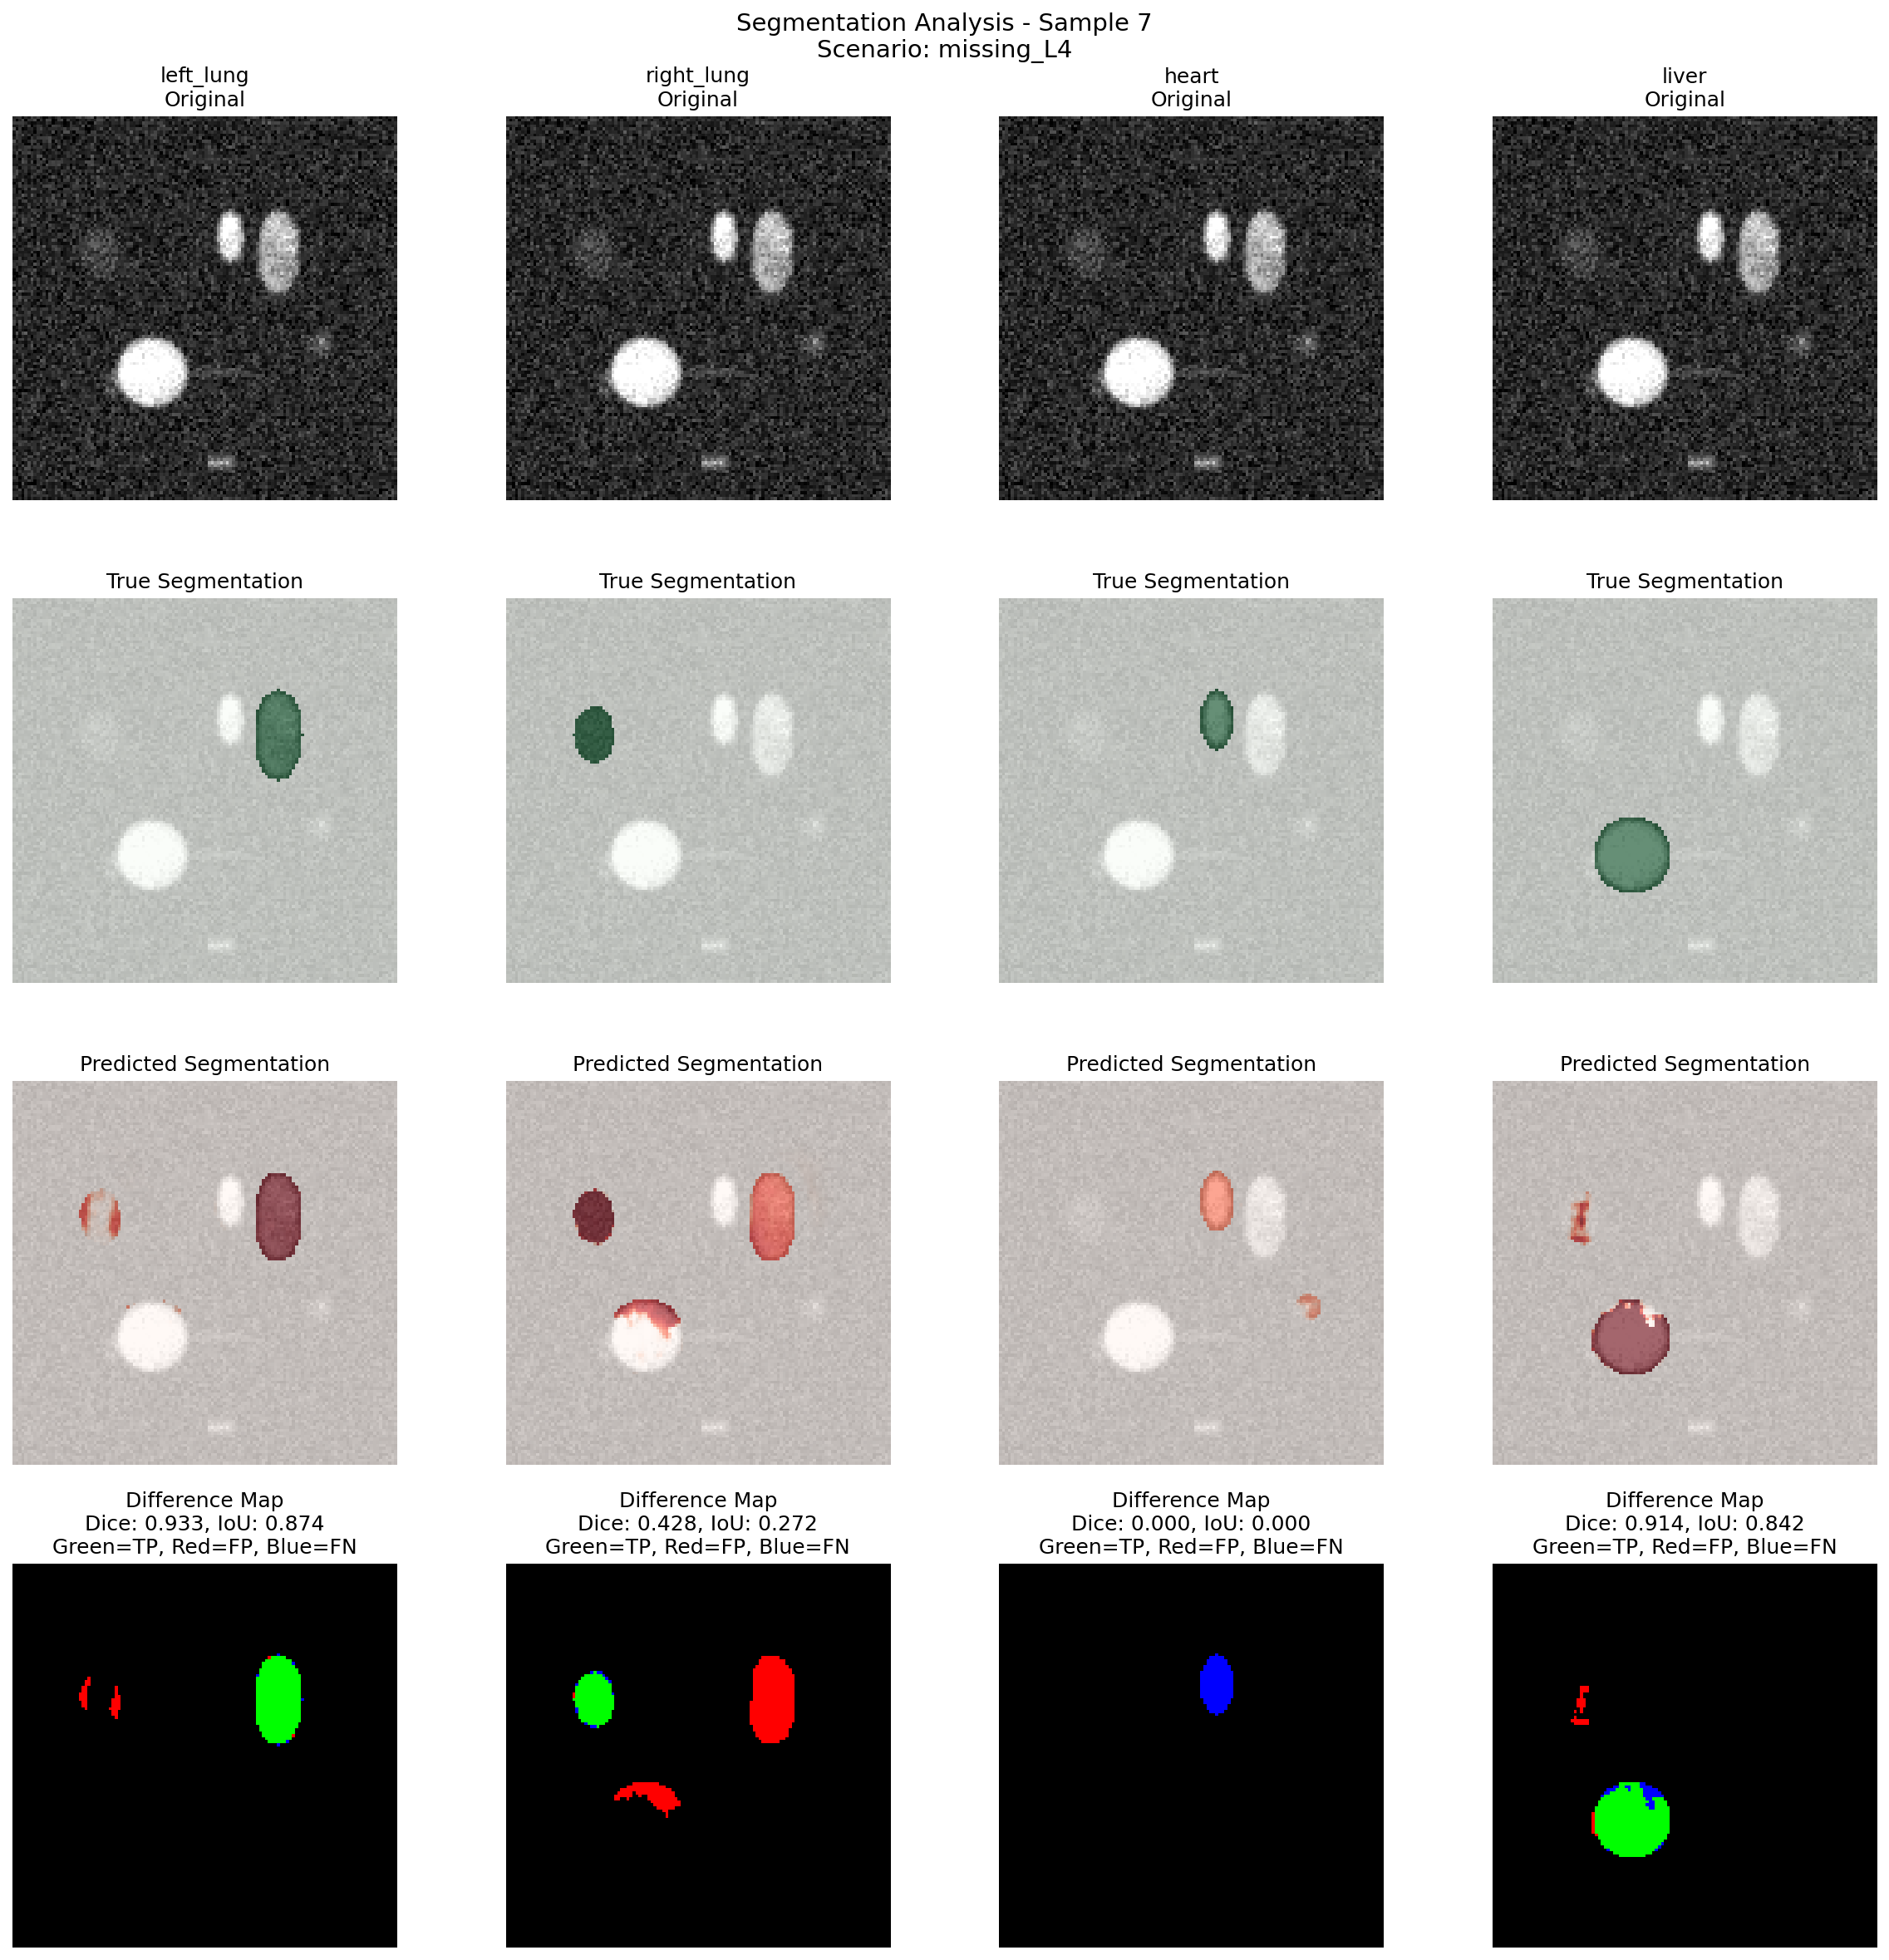 Segmentation Analysis - Sample 7
Scenario: missing_L4
left_lung
Original
right_lung
Original
heart
Original
liver
Original
True Segmentation
True Segmentation
True Segmentation
True Segmentation
Predicted Segmentation
Predicted Segmentation
Predicted Segmentation
Predicted Segmentation
Difference Map
Dice: 0.933, IoU: 0.874
Green=TP, Red=FP, Blue=FN
Difference Map
Dice: 0.428, IoU: 0.272
Green=TP, Red=FP, Blue=FN
Difference Map
Dice: 0.000, IoU: 0.000
Green=TP, Red=FP, Blue=FN
Difference Map
Dice: 0.914, IoU: 0.842
Green=TP, Red=FP, Blue=FN